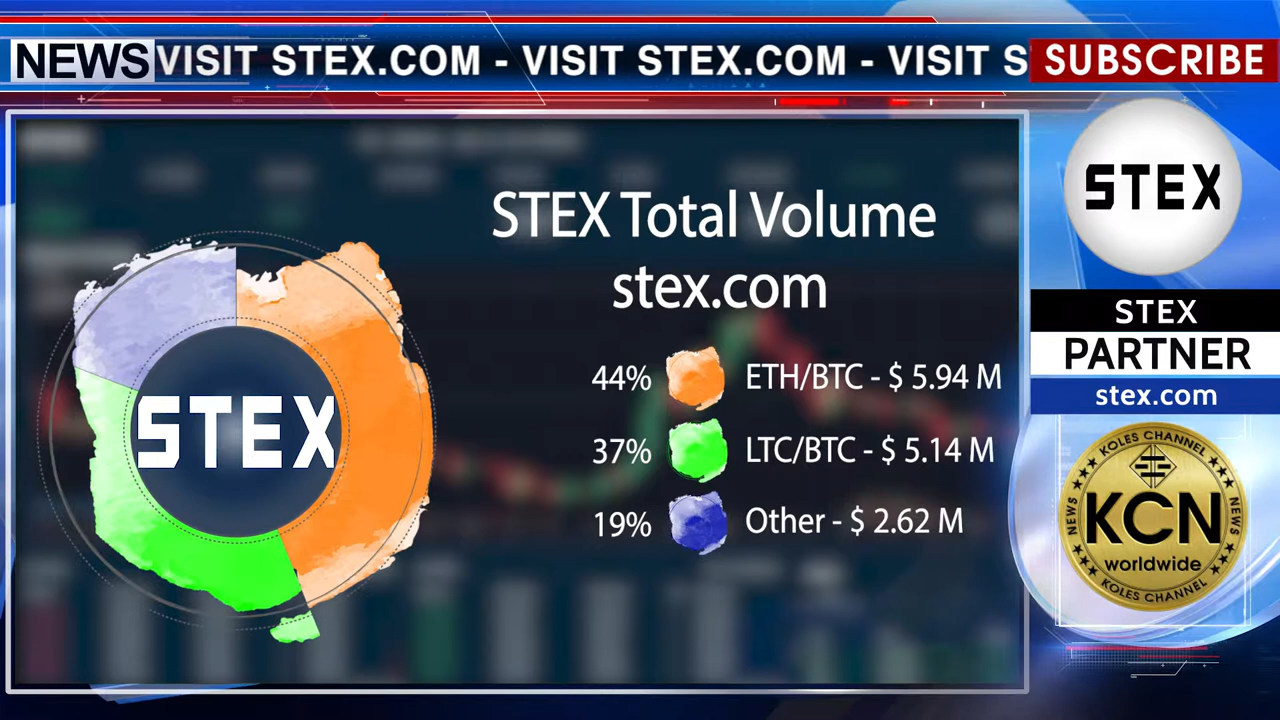 NEWS
VISIT STEX.COM - VISIT STEX.COM - VISIT S
SUBSCRIBE
STEX Total Volume
stex.com
44% ETH/BTC - $ 5.94 M
37% LTC/BTC - $ 5.14 M
19% Other - $ 2.62 M
STEX
STEX
STEX
PARTNER
stex.com
KOLES CHANNEL
NEWS
KCN
NEWS
worldwide
KOLES CHANNEL